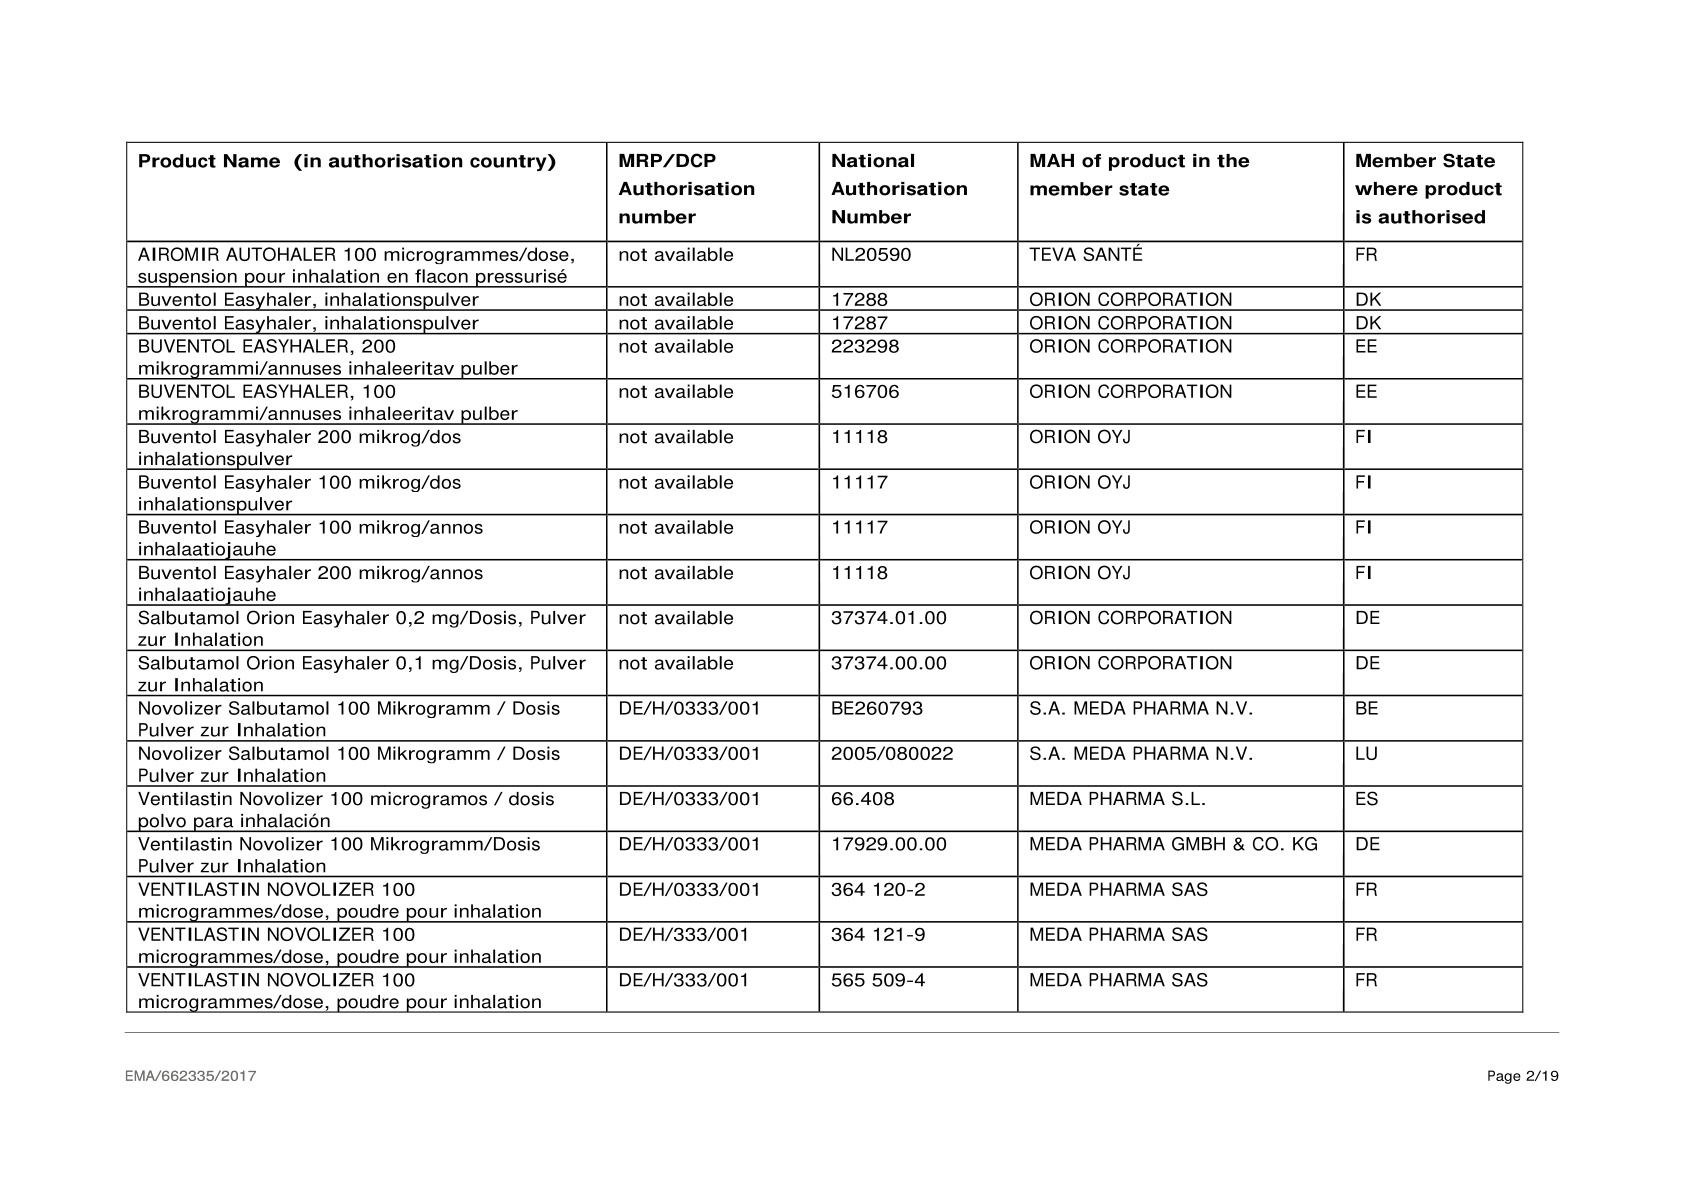 Product Name  (in authorisation country) MRP/DCP Authorisation number National Authorisation Number MAH of product in the member state Member State where product is authorised
AIROMIR AUTOHALER 100 microgrammes/dose, not available NL20590 TEVA SANTÉ FR
suspension pour inhalation en flacon pressurisé
Buventol Easyhaler, inhalationspulver not available 17288 ORION CORPORATION DK
Buventol Easyhaler, inhalationspulver not available 17287 ORION CORPORATION DK
BUVENTOL EASYHALER, 200 not available 223298 ORION CORPORATION EE
mikrogrammi/annuses inhaleeritav pulber
BUVENTOL EASYHALER, 100 not available 516706 ORION CORPORATION EE
mikrogrammi/annuses inhaleeritav pulber
Buventol Easyhaler 200 mikrog/dos not available 11118 ORION OYJ FI
inhalationspulver
Buventol Easyhaler 100 mikrog/dos not available 11117 ORION OYJ FI
inhalationspulver
Buventol Easyhaler 100 mikrog/annos not available 11117 ORION OYJ FI
inhalaatiojauhe
Buventol Easyhaler 200 mikrog/annos not available 11118 ORION OYJ FI
inhalaatiojauhe
Salbutamol Orion Easyhaler 0,2 mg/Dosis, Pulver not available 37374.01.00 ORION CORPORATION DE
zur Inhalation
Salbutamol Orion Easyhaler 0,1 mg/Dosis, Pulver not available 37374.00.00 ORION CORPORATION DE
zur Inhalation
Novolizer Salbutamol 100 Mikrogramm / Dosis DE/H/0333/001 BE260793 S.A. MEDA PHARMA N.V. BE
Pulver zur Inhalation
Novolizer Salbutamol 100 Mikrogramm / Dosis DE/H/0333/001 2005/080022 S.A. MEDA PHARMA N.V. LU
Pulver zur Inhalation
Ventilastin Novolizer 100 microgramos / dosis DE/H/0333/001 66.408 MEDA PHARMA S.L. ES
polvo para inhalación
Ventilastin Novolizer 100 Mikrogramm/Dosis DE/H/0333/001 17929.00.00 MEDA PHARMA GMBH & CO. KG DE
Pulver zur Inhalation
VENTILASTIN NOVOLIZER 100 DE/H/0333/001 364 120-2 MEDA PHARMA SAS FR
microgrammes/dose, poudre pour inhalation
VENTILASTIN NOVOLIZER 100 DE/H/333/001 364 121-9 MEDA PHARMA SAS FR
microgrammes/dose, poudre pour inhalation
VENTILASTIN NOVOLIZER 100 DE/H/333/001 565 509-4 MEDA PHARMA SAS FR
microgrammes/dose, poudre pour inhalation
EMA/662335/2017 Page 2/19